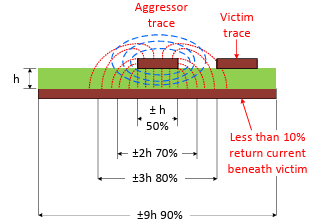 Aggressor
trace
Victim
trace
h
± h
50%
±2h 70%
±3h 80%
Less than 10%
return current
beneath victim
±9h 90%